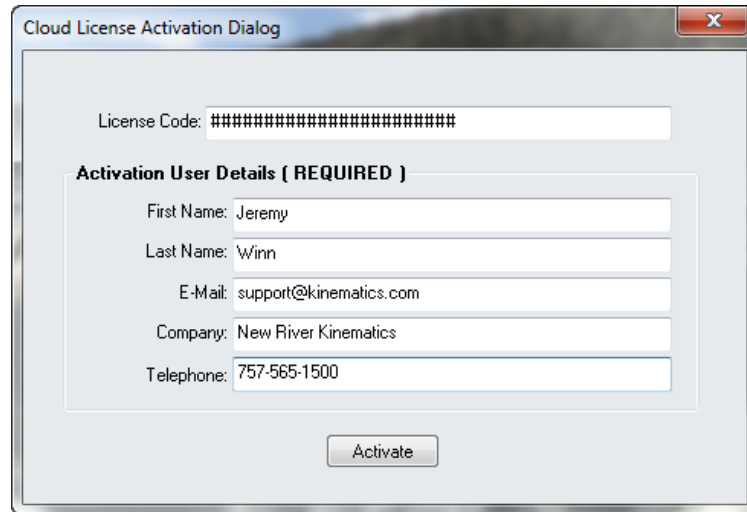 Cloud License Activation Dialog
License Code: #######################
Activation User Details ( REQUIRED )
First Name: Jeremy
Last Name: Winn
E-Mail: support@kinematics.com
Company: New River Kinematics
Telephone: 757-565-1500
Activate